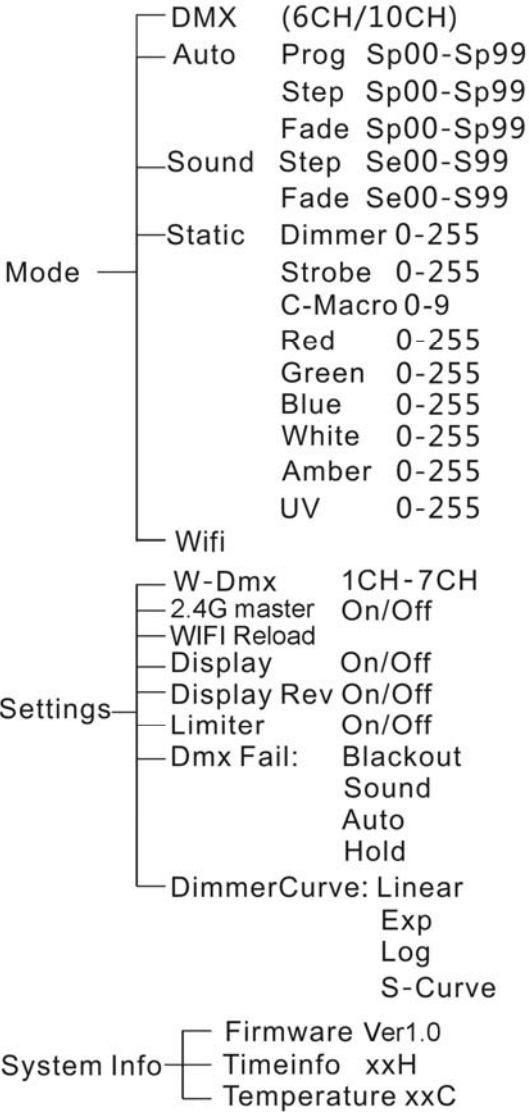 DMX (6CH/10CH)
Auto Prog Sp00-Sp99
Step Sp00-Sp99
Fade Sp00-Sp99
Sound Step Se00-S99
Fade Se00-S99
Static Dimmer 0-255
Mode Strobe 0-255
C-Macro 0-9
Red 0-255
Green 0-255
Blue 0-255
White 0-255
Amber 0-255
UV 0-255
Wifi
W-Dmx 1CH-7CH
2.4G master On/Off
WIFI Reload
Display On/Off
Display Rev On/Off
Settings
Limiter On/Off
Dmx Fail: Blackout
Sound
Auto
Hold
DimmerCurve: Linear
Exp
Log
S-Curve
Firmware Ver1.0
System Info Timeinfo xxH
Temperature xxC